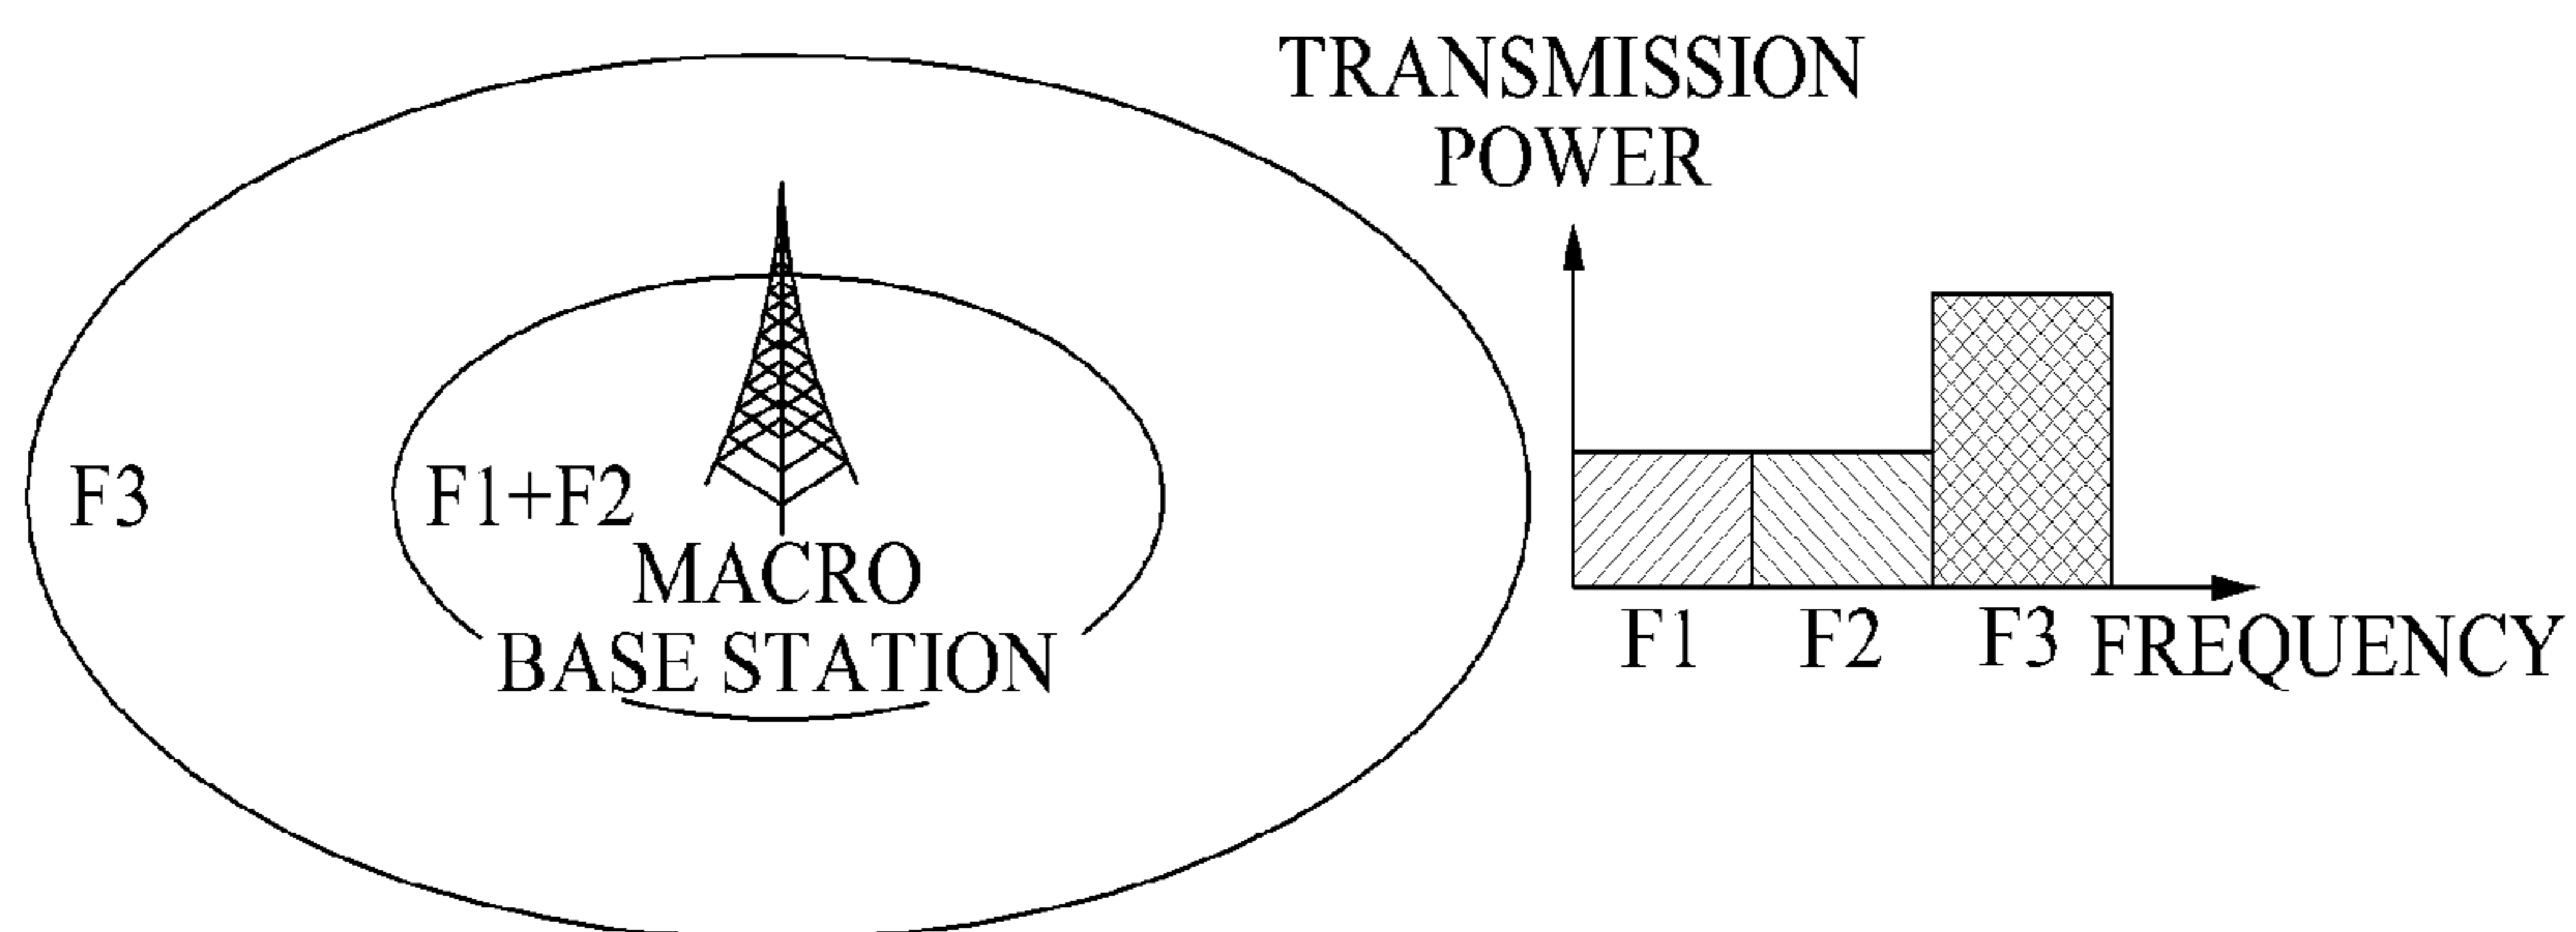 F3
F1+F2
MACRO
BASE STATION
TRANSMISSION
POWER
F1 F2 F3 FREQUENCY